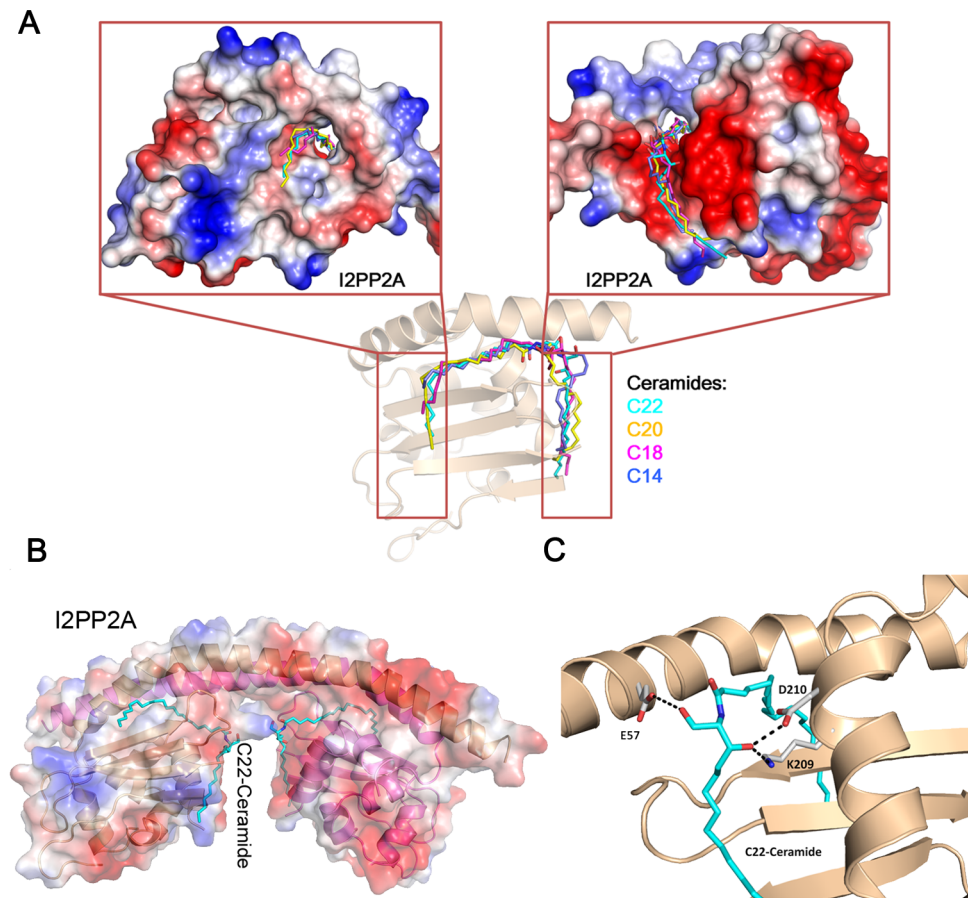 A
I2PP2A
I2PP2A
Ceramides:
C22
C20
C18
C14
B
I2PP2A
C22-Ceramide
C
D210
E57
K209
C22-Ceramide